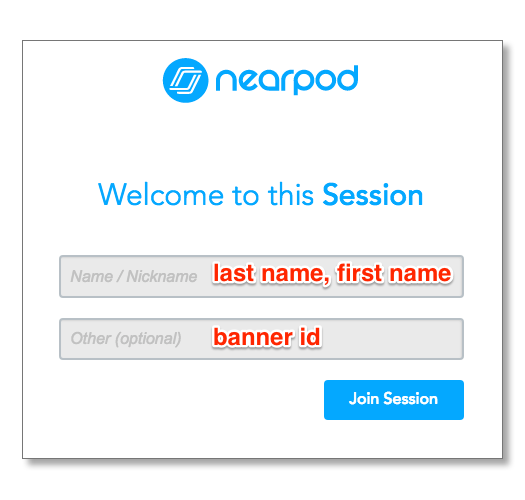 nearpod
Welcome to this Session
Name / Nickname last name, first name
Other (optional) banner id
Join Session